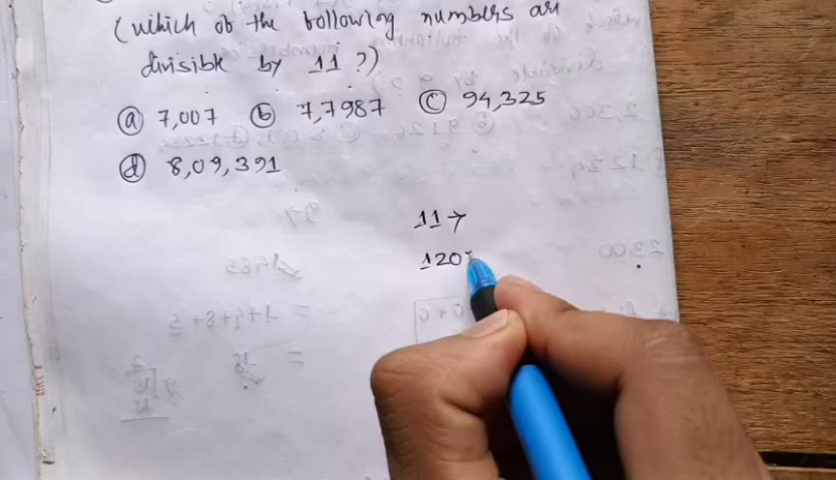 (which of the following numbers are
divisible by 11 ?)
ⓐ 7,007 ⓑ 7,7987 ⓒ 94,325
ⓓ 8,09,391
11→
120